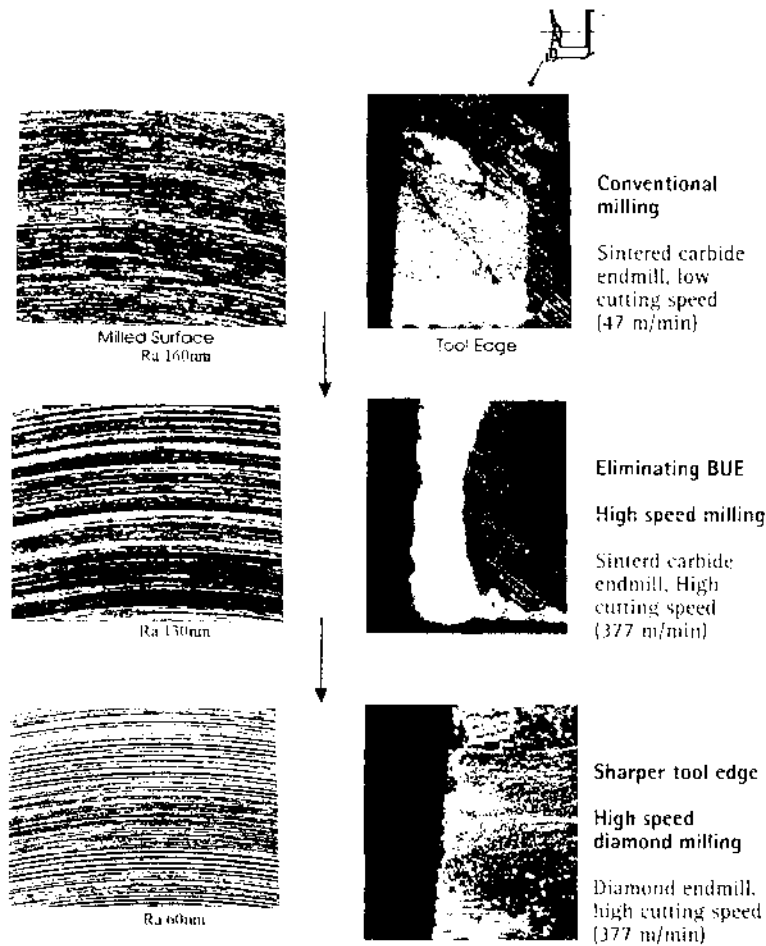 Conventional
milling
Sintered carbide
endmill, low
cutting speed
(47 m/min)
Milled Surface
Ra 160nm
Tool Edge
Eliminating BUE
High speed milling
Sinterd carbide
endmill, High
cutting speed
(377 m/min)
Ra 130nm
Sharper tool edge
High speed
diamond milling
Diamond endmill,
high cutting speed
(377 m/min)
Ra 60nm